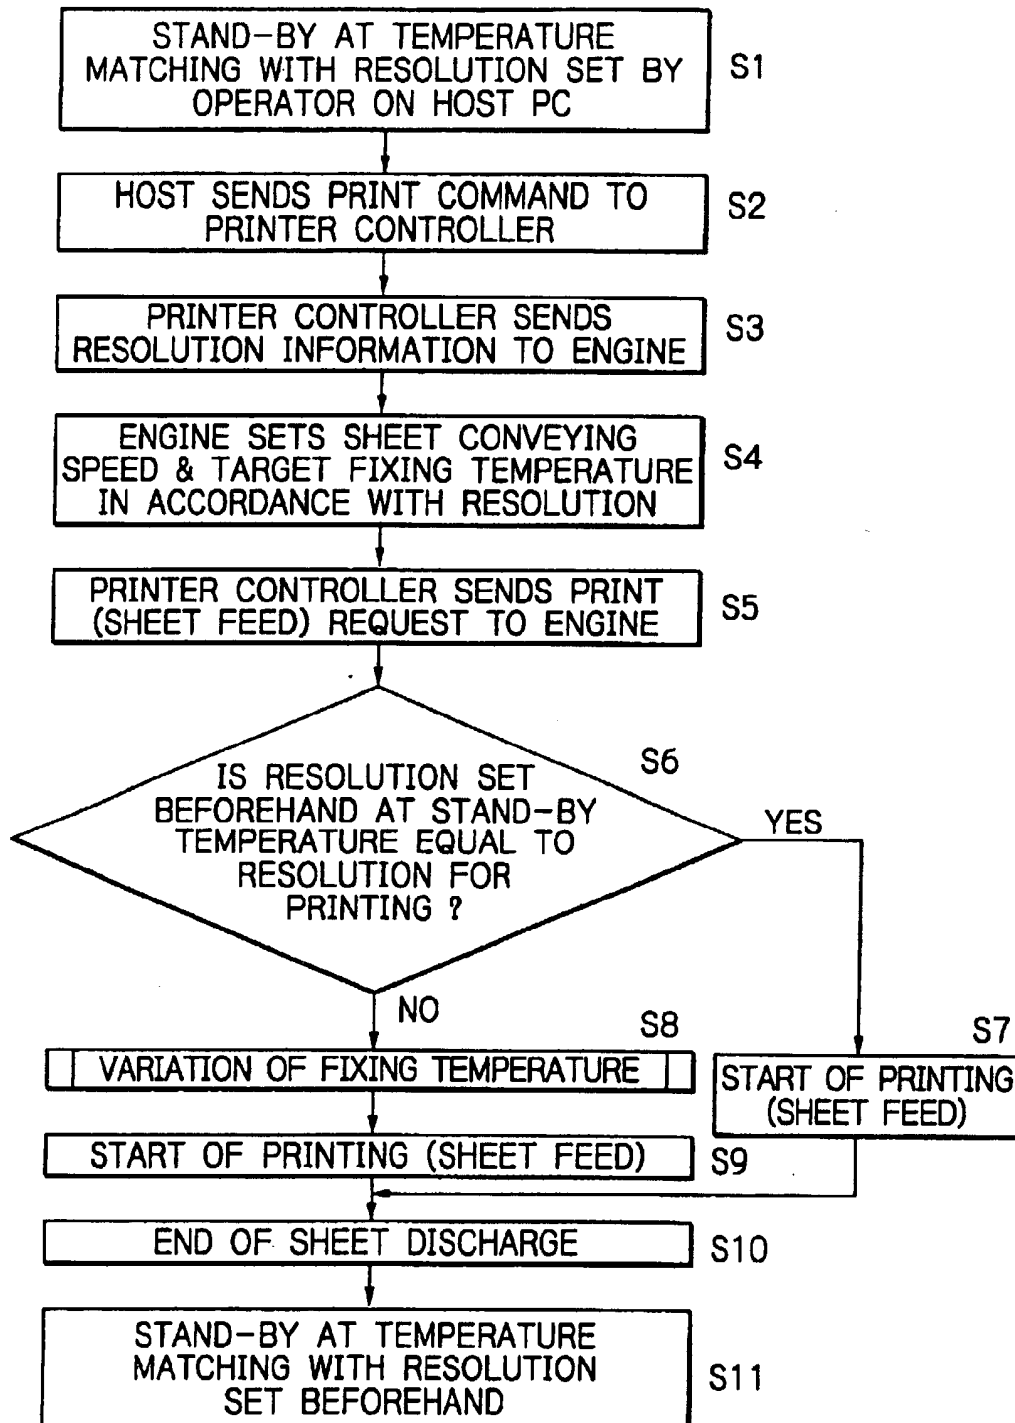 STAND-BY AT TEMPERATURE
MATCHING WITH RESOLUTION SET BY
OPERATOR ON HOST PC
S1
HOST SENDS PRINT COMMAND TO
PRINTER CONTROLLER
S2
PRINTER CONTROLLER SENDS
RESOLUTION INFORMATION TO ENGINE
S3
ENGINE SETS SHEET CONVEYING
SPEED & TARGET FIXING TEMPERATURE
IN ACCORDANCE WITH RESOLUTION
S4
PRINTER CONTROLLER SENDS PRINT
(SHEET FEED) REQUEST TO ENGINE
S5
S6
IS RESOLUTION SET
BEFOREHAND AT STAND-BY
TEMPERATURE EQUAL TO
RESOLUTION FOR
PRINTING ?
YES
NO
S8
VARIATION OF FIXING TEMPERATURE
S7
START OF PRINTING
(SHEET FEED)
START OF PRINTING (SHEET FEED)
S9
END OF SHEET DISCHARGE
S10
STAND-BY AT TEMPERATURE
MATCHING WITH RESOLUTION
SET BEFOREHAND
S11